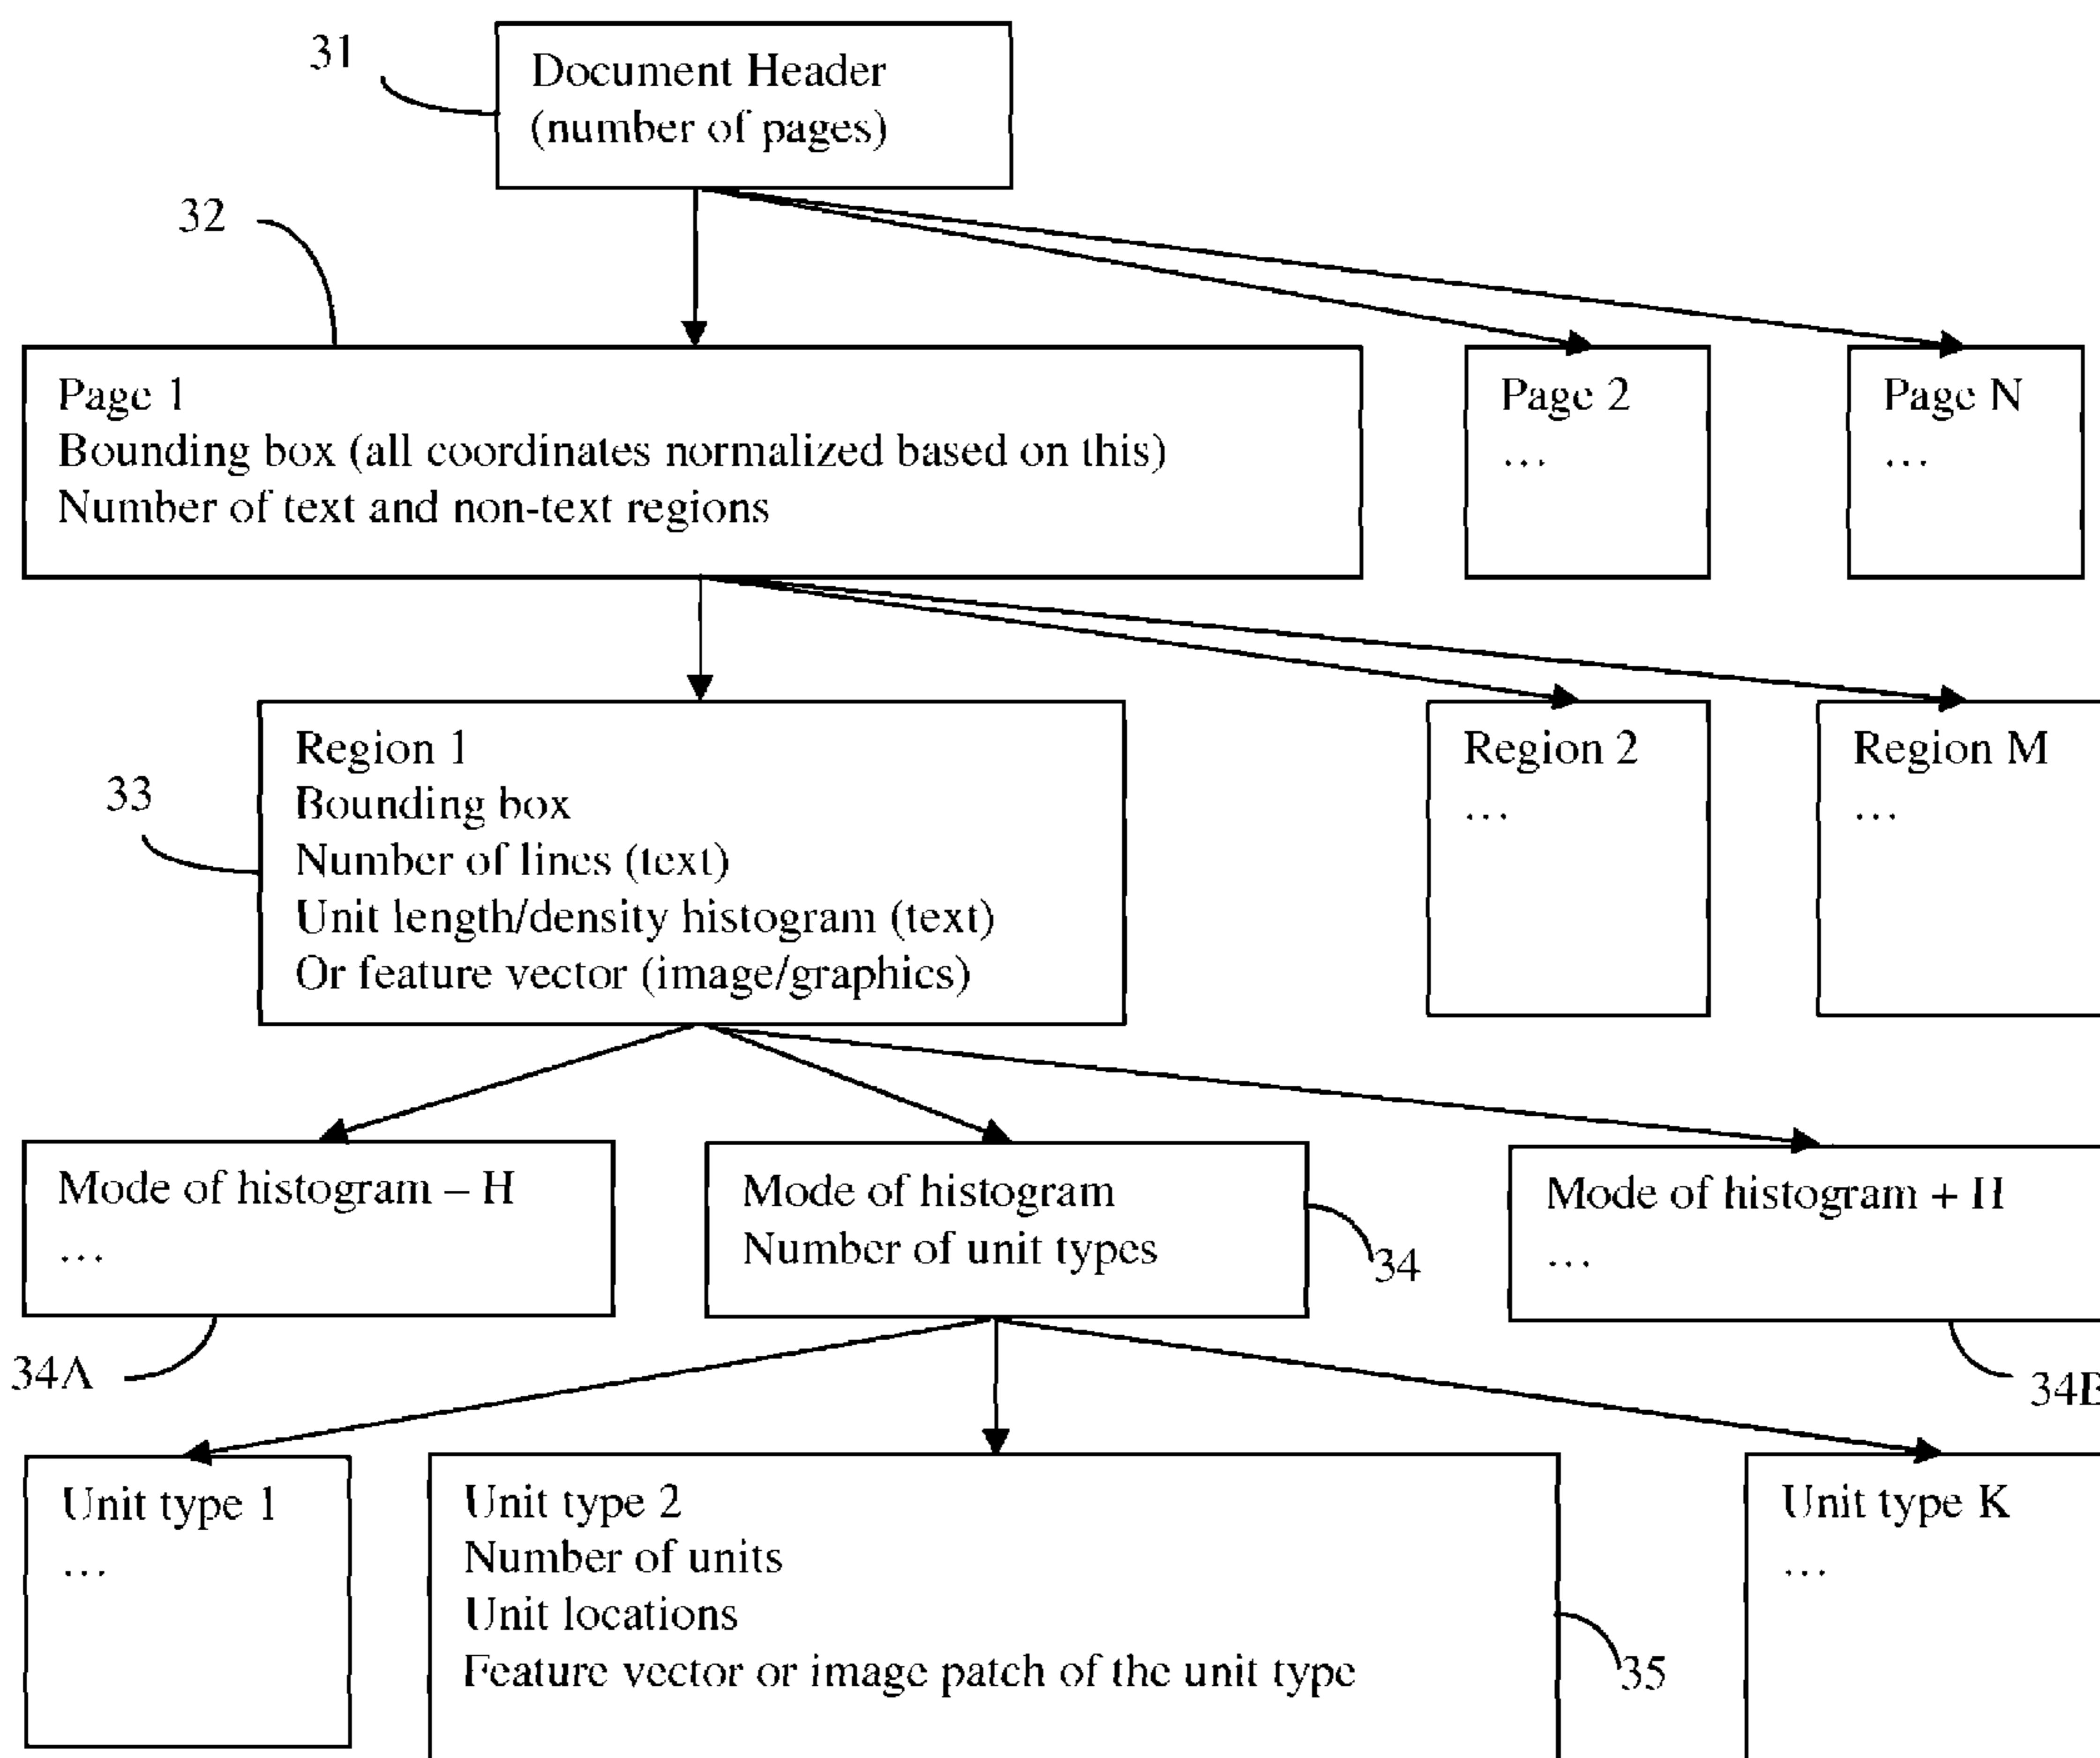 31
Document Header
(number of pages)
32
Page 1
Bounding box (all coordinates normalized based on this)
Number of text and non-text regions
Page 2
...
Page N
...
33
Region 1
Bounding box
Number of lines (text)
Unit length/density histogram (text)
Or feature vector (image/graphics)
Region 2
...
Region M
...
Mode of histogram – H
...
Mode of histogram
Number of unit types
34
Mode of histogram + H
...
34A
34B
Unit type 1
...
Unit type 2
Number of units
Unit locations
Feature vector or image patch of the unit type
35
Unit type K
...